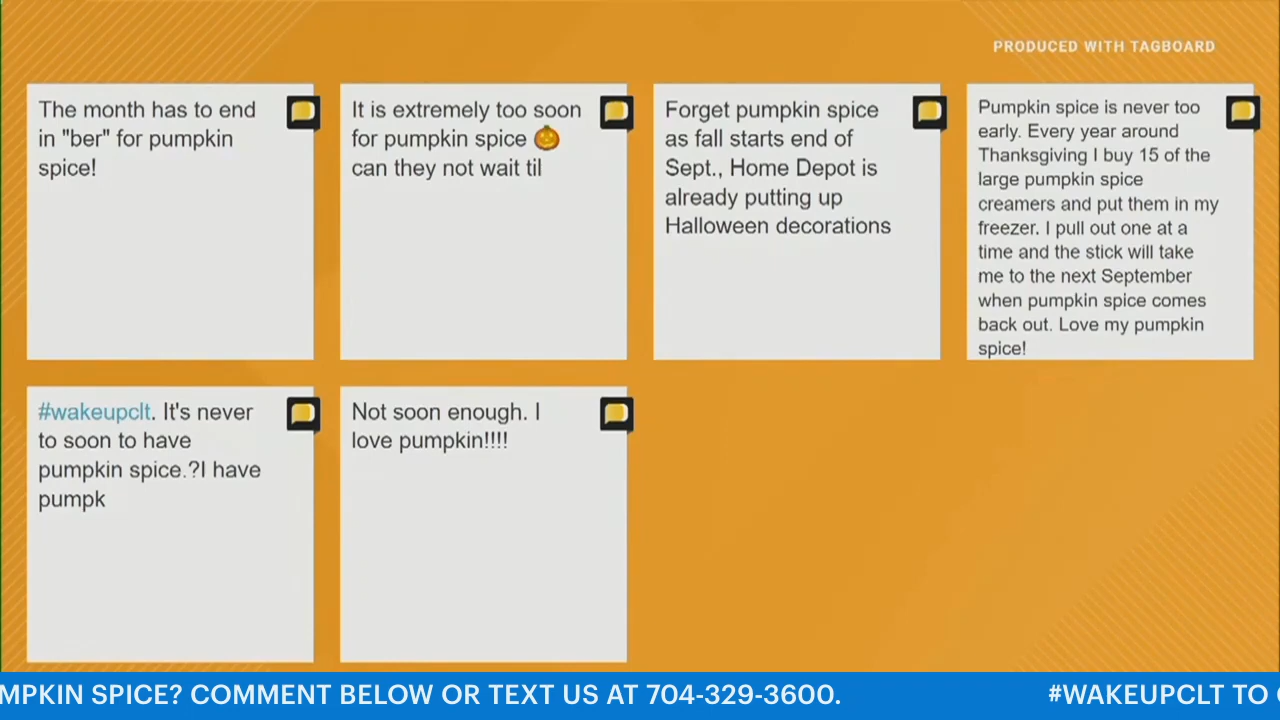 PRODUCED WITH TAGBOARD
The month has to end
in "ber" for pumpkin
spice!
It is extremely too soon
for pumpkin spice 🎃
can they not wait til
Forget pumpkin spice
as fall starts end of
Sept., Home Depot is
already putting up
Halloween decorations
Pumpkin spice is never too
early. Every year around
Thanksgiving I buy 15 of the
large pumpkin spice
creamers and put them in my
freezer. I pull out one at a
time and the stick will take
me to the next September
when pumpkin spice comes
back out. Love my pumpkin
spice!
#wakeupclt. It's never
to soon to have
pumpkin spice.?I have
pumpk
Not soon enough. I
love pumpkin!!!!
MPKIN SPICE? COMMENT BELOW OR TEXT US AT 704-329-3600. #WAKEUPCLT TO